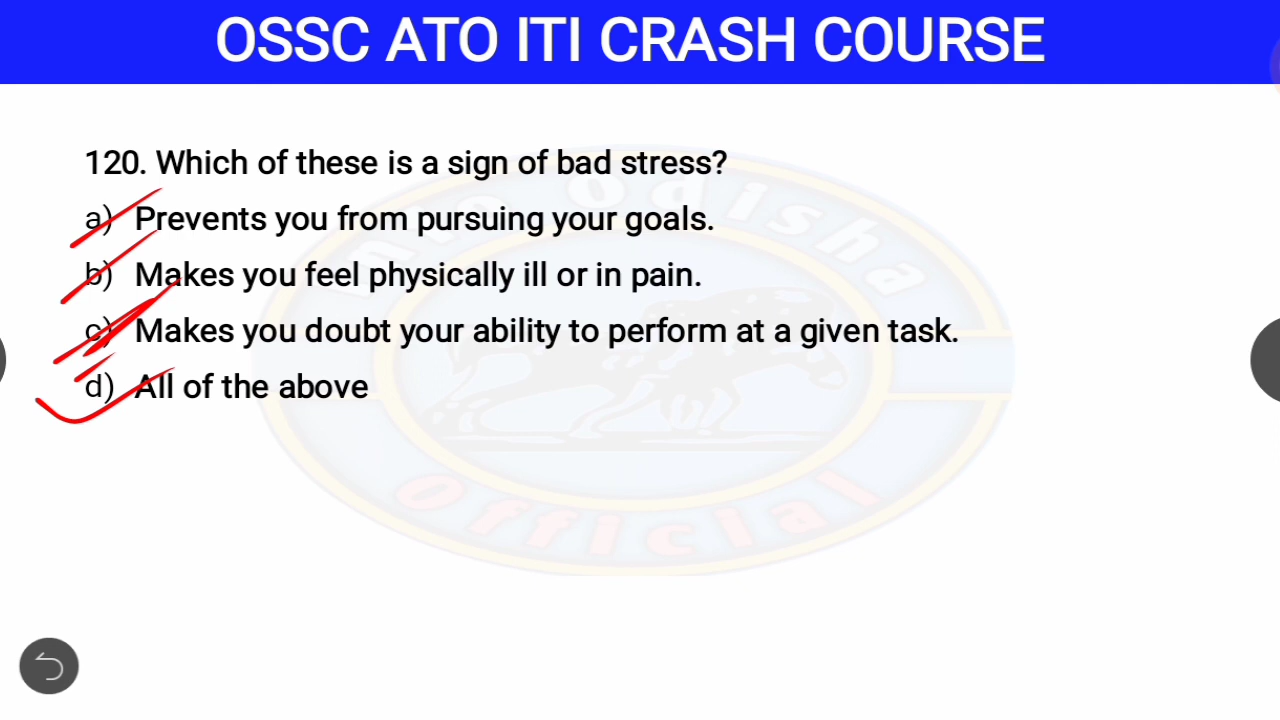 OSSC ATO ITI CRASH COURSE
120. Which of these is a sign of bad stress?
a) Prevents you from pursuing your goals.
b) Makes you feel physically ill or in pain.
c) Makes you doubt your ability to perform at a given task.
d) All of the above
Odisha
Official